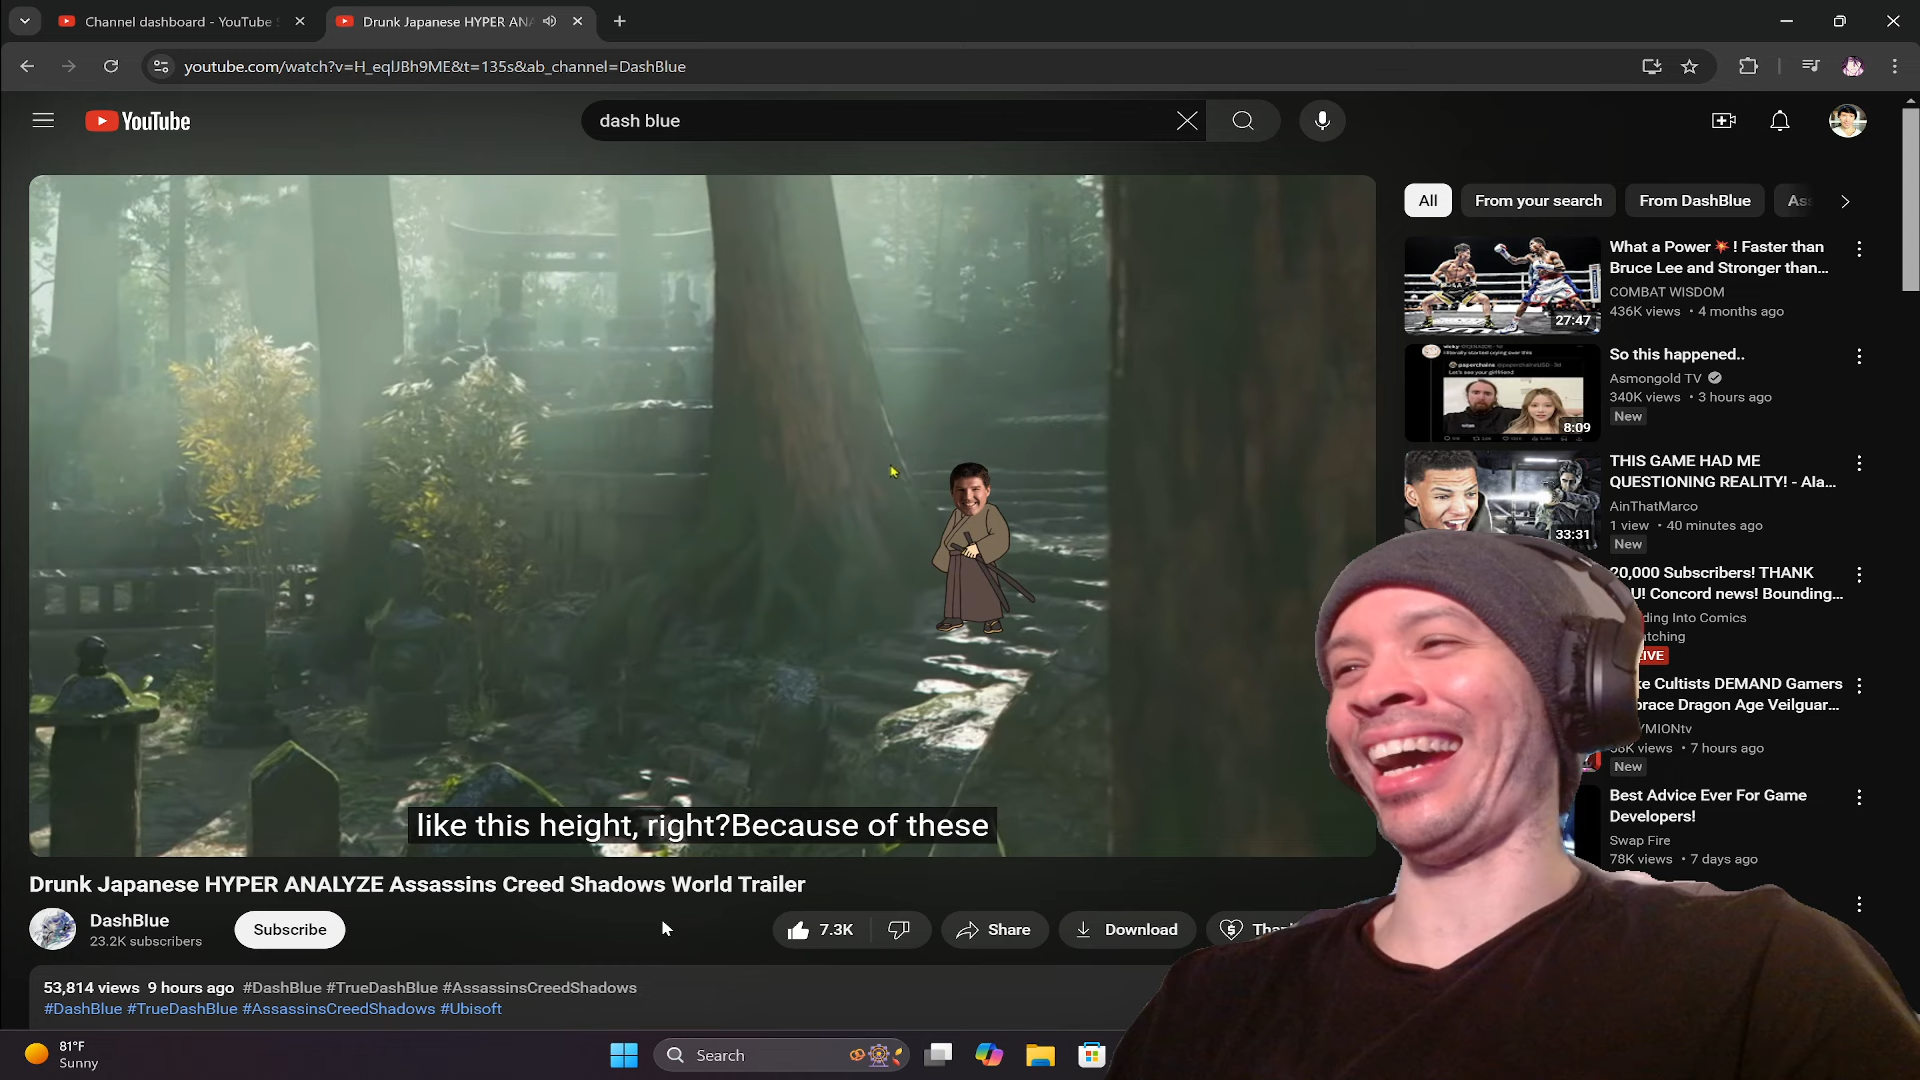 Channel dashboard - YouTube
Drunk Japanese HYPER ANA
youtube.com/watch?v=H_eqlJBh9ME&t=135s&ab_channel=DashBlue
YouTube
dash blue
All
From your search
From DashBlue
Ass
What a Power💥! Faster than
Bruce Lee and Stronger than...
COMBAT WISDOM
436K views • 4 months ago
27:47
So this happened..
Asmongold TV
340K views • 3 hours ago
New
8:09
THIS GAME HAD ME
QUESTIONING REALITY! - Ala...
AinThatMarco
1 view • 40 minutes ago
New
33:31
20,000 Subscribers! THANK
U! Concord news! Bounding...
ding Into Comics
tching
IVE
ke Cultists DEMAND Gamers
brace Dragon Age Veilguar...
YMIONtv
58K views • 7 hours ago
New
Best Advice Ever For Game
Developers!
Swap Fire
78K views • 7 days ago
like this height, right?Because of these
Drunk Japanese HYPER ANALYZE Assassins Creed Shadows World Trailer
DashBlue
23.2K subscribers
Subscribe
7.3K
Share
Download
Than
53,814 views 9 hours ago #DashBlue #TrueDashBlue #AssassinsCreedShadows
#DashBlue #TrueDashBlue #AssassinsCreedShadows #Ubisoft
81°F
Sunny
Search